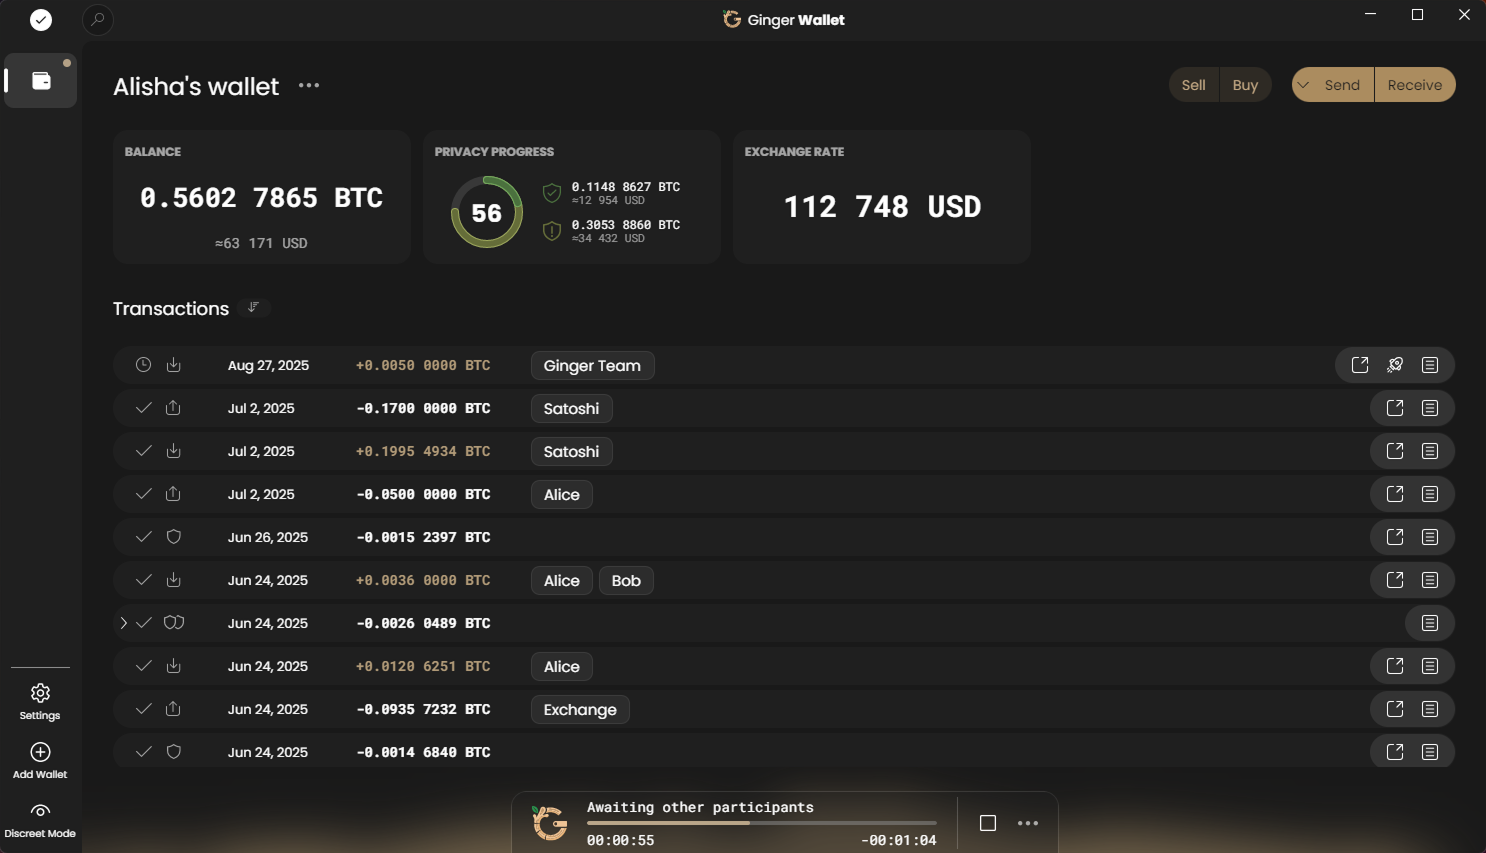 Ginger Wallet
Alisha's wallet
Sell Buy Send Receive
BALANCE
0.5602 7865 BTC
≈63 171 USD
PRIVACY PROGRESS
56
0.1148 8627 BTC
≈12 954 USD
0.3053 8860 BTC
≈34 432 USD
EXCHANGE RATE
112 748 USD
Transactions
Aug 27, 2025 +0.0050 0000 BTC Ginger Team
Jul 2, 2025 -0.1700 0000 BTC Satoshi
Jul 2, 2025 +0.1995 4934 BTC Satoshi
Jul 2, 2025 -0.0500 0000 BTC Alice
Jun 26, 2025 -0.0015 2397 BTC
Jun 24, 2025 +0.0036 0000 BTC Alice Bob
Jun 24, 2025 -0.0026 0489 BTC
Jun 24, 2025 +0.0120 6251 BTC Alice
Jun 24, 2025 -0.0935 7232 BTC Exchange
Jun 24, 2025 -0.0014 6840 BTC
Settings
Add Wallet
Discreet Mode
Awaiting other participants
00:00:55 -00:01:04